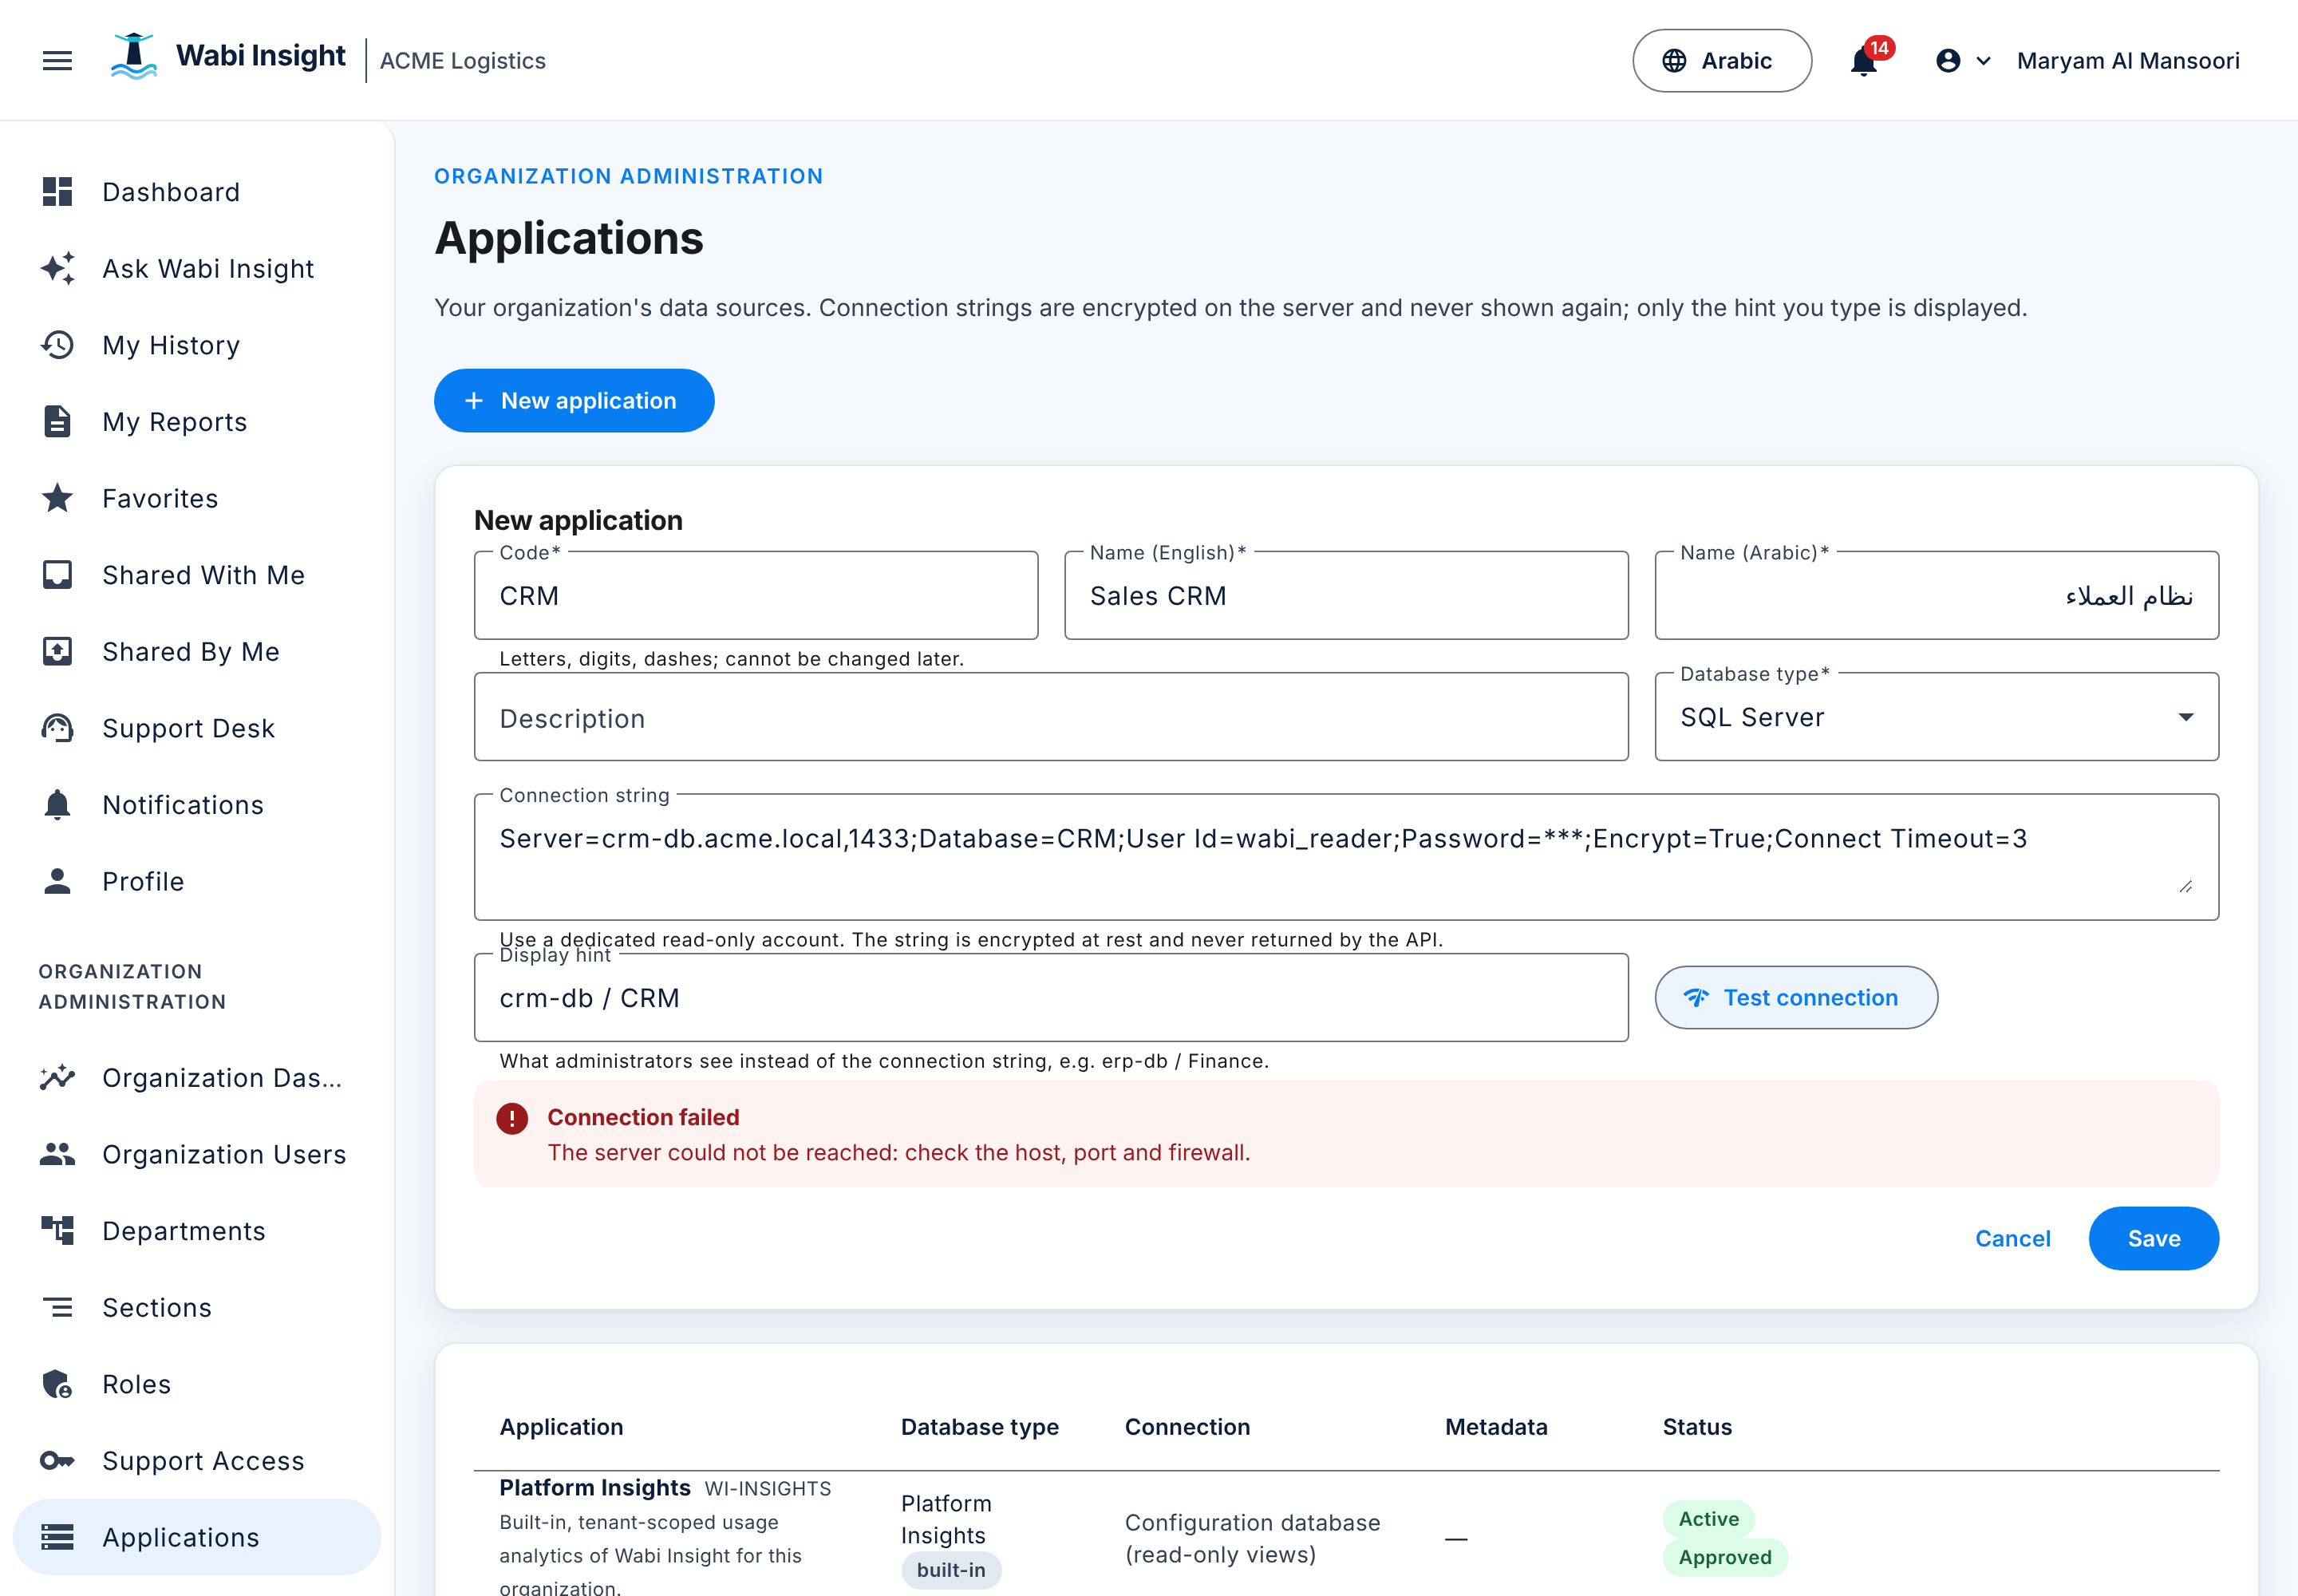 Wabi Insight
ACME Logistics
Arabic
14
Maryam Al Mansoori
Dashboard
Ask Wabi Insight
My History
My Reports
Favorites
Shared With Me
Shared By Me
Support Desk
Notifications
Profile
ORGANIZATION
ADMINISTRATION
Organization Das...
Organization Users
Departments
Sections
Roles
Support Access
Applications
ORGANIZATION ADMINISTRATION
Applications
Your organization's data sources. Connection strings are encrypted on the server and never shown again; only the hint you type is displayed.
+ New application
New application
Code*
CRM
Letters, digits, dashes; cannot be changed later.
Name (English)*
Sales CRM
Name (Arabic)*
نظام العملاء
Description
Database type*
SQL Server
Connection string
Server=crm-db.acme.local,1433;Database=CRM;User Id=wabi_reader;Password=***;Encrypt=True;Connect Timeout=3
Use a dedicated read-only account. The string is encrypted at rest and never returned by the API.
Display hint
crm-db / CRM
What administrators see instead of the connection string, e.g. erp-db / Finance.
Test connection
Connection failed
The server could not be reached: check the host, port and firewall.
Cancel
Save
Application Database type Connection Metadata Status
Platform Insights WI-INSIGHTS
Built-in, tenant-scoped usage
analytics of Wabi Insight for this
organization.
Platform
Insights
built-in
Configuration database
(read-only views)
—
Active
Approved